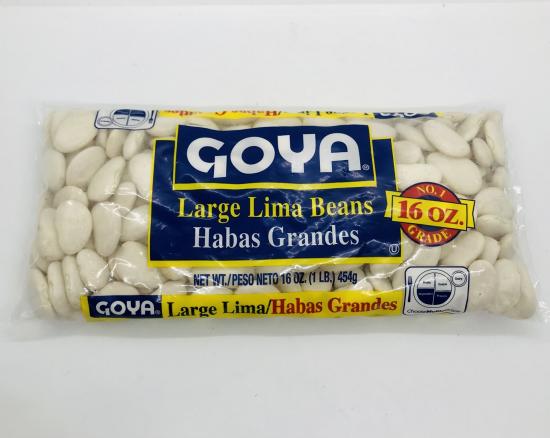 GOYA®
Large Lima Beans
Habas Grandes
NO. 1
16 OZ.
GRADE
U
NET WT./PESO NETO 16 OZ. (1 LB.) 454g
GOYA® Large Lima/Habas Grandes